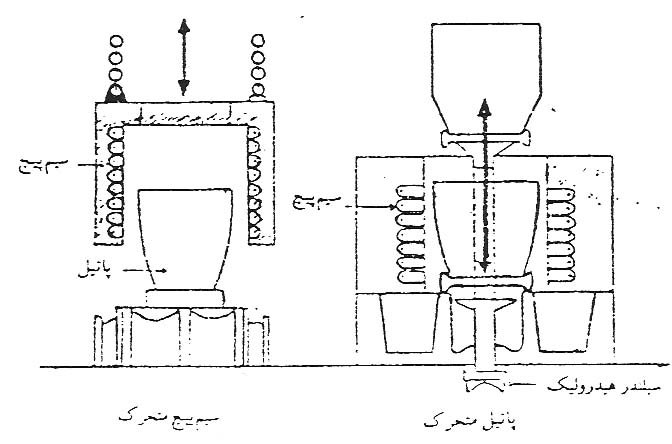 سیم پیچ
سیم پیچ
پاتیل
سیلندر هیدرولیک
سیم پیچ متحرک
پاتیل متحرک